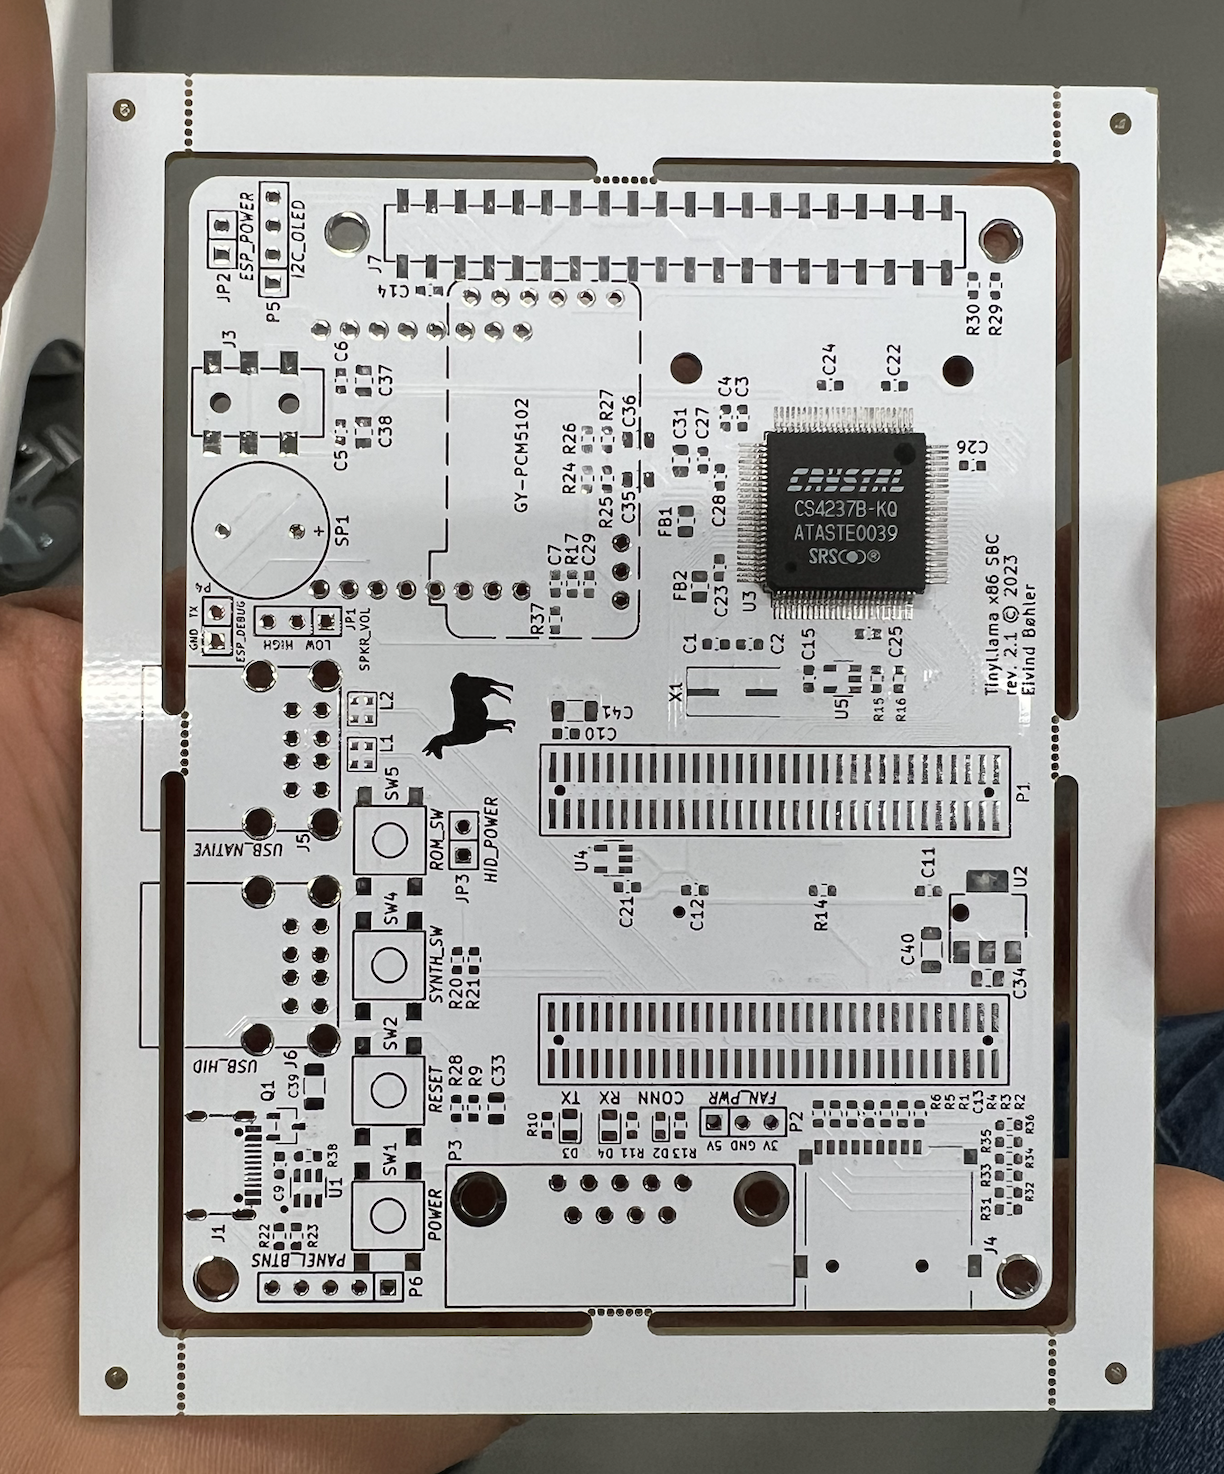 ESP_POWER
I2C_OLED
JP2
P5
J7
C14
R30
R29
J3
C6
C37
C5
C38
C24
C22
C4
C3
R27
C36
R26
C31
C27
GY-PCM5102
R24
R25
C35
C28
C26
FB1
CRYSTAL
CS4237B-KQ
ATASTE0039
SRS(●)®
SP1
+
C7
R17
C29
FB2
C23
U3
R37
P4
TX
GND
ESP_DEBUG
HIGH
LOW
JP1
SPKR_VOL
C1
C2
C15
C25
Tinyllama x86 SBC
rev. 2.1 © 2023
Eivind Bøhler
X1
U5
R15
R16
L2
L1
C41
C10
SW5
P1
ROM_SW
HID_POWER
JP3
USB_NATIVE
J5
U4
C21
C12
R14
C11
U2
C40
C34
SW4
SYNTH_SW
R20
R21
SW2
USB_HID
J6
Q1
C39
RESET
R28
R9
C33
TX
RX
CONN
FAN_PWR
R10
D3
D4
R11
D2
R13
5V
GND
3V
P2
R6
R5
R1
C13
R4
R3
R2
R36
R35
R34
R33
R32
R31
P3
SW1
C9
R38
U1
R22
R23
J1
POWER
PANEL_BTNS
P6
J4